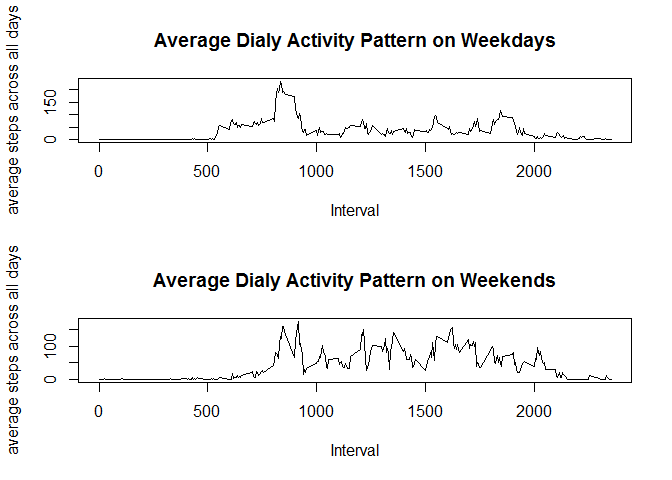 Average Dialy Activity Pattern on Weekdays
average steps across all days
150
0
0
500
1000
1500
2000
Interval
Average Dialy Activity Pattern on Weekends
average steps across all days
100
0
0
500
1000
1500
2000
Interval